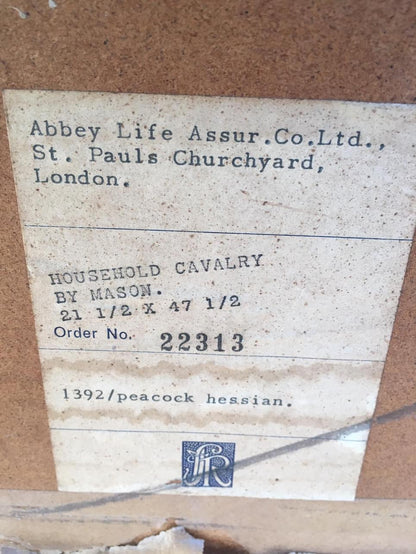 Abbey Life Assur.Co.Ltd.,
St. Pauls Churchyard,
London.
HOUSEHOLD CAVALRY
BY MASON.
21 1/2 X 47 1/2
Order No. 22313
1392/peacock hessian.